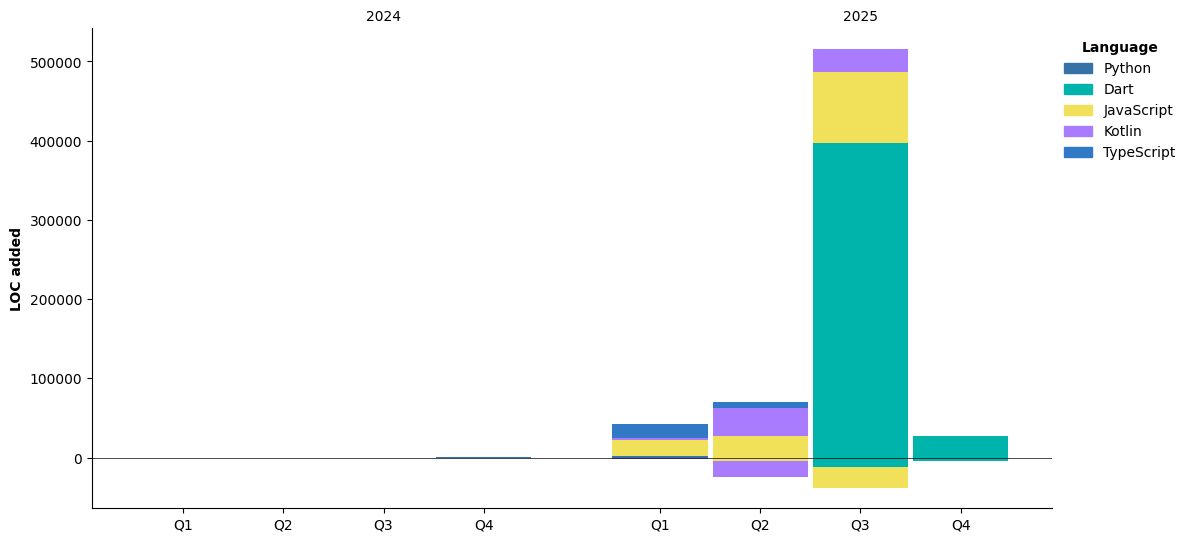 2024 2025
Language
Python
Dart
JavaScript
Kotlin
TypeScript
LOC added
500000
400000
300000
200000
100000
0
Q1 Q2 Q3 Q4 Q1 Q2 Q3 Q4